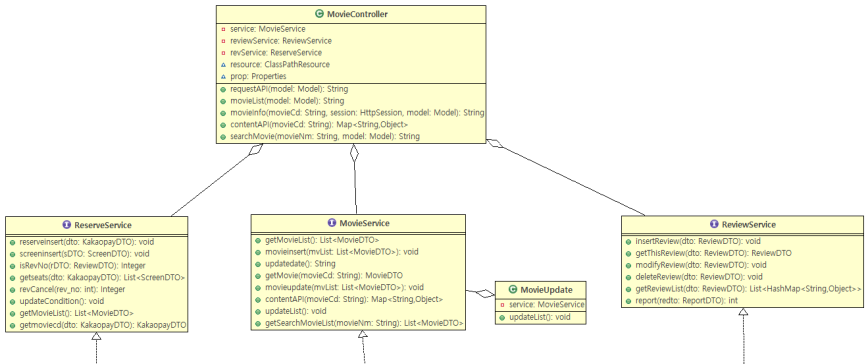 MovieController
service: MovieService
reviewService: ReviewService
revService: ReserveService
resource: ClassPathResource
prop: Properties
requestAPI(model: Model): String
movieList(model: Model): String
movieInfo(movieCd: String, session: HttpSession, model: Model): String
contentAPI(movieCd: String): Map<String,Object>
searchMovie(movieNm: String, model: Model): String
ReserveService
reserveinsert(dto: KakaopayDTO): void
screeninsert(sDTO: ScreenDTO): void
isRevNo(rDTO: ReviewDTO): Integer
getseats(dto: KakaopayDTO): List<ScreenDTO>
revCancel(rev_no: int): Integer
updateCondition(): void
getMovieList(): List<MovieDTO>
getmoviecd(dto: KakaopayDTO): KakaopayDTO
MovieService
getMovieList(): List<MovieDTO>
movieinsert(mvList: List<MovieDTO>): void
updatedate(): String
getMovie(movieCd: String): MovieDTO
movieupdate(mvList: List<MovieDTO>): void
contentAPI(movieCd: String): Map<String,Object>
updateList(): void
getSearchMovieList(movieNm: String): List<MovieDTO>
MovieUpdate
service: MovieService
updateList(): void
ReviewService
insertReview(dto: ReviewDTO): void
getThisReview(dto: ReviewDTO): ReviewDTO
modifyReview(dto: ReviewDTO): void
deleteReview(dto: ReviewDTO): void
getReviewList(dto: ReviewDTO): List<HashMap<String,Object>>
report(redto: ReportDTO): int